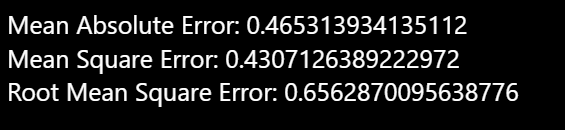 Mean Absolute Error: 0.465313934135112
Mean Square Error: 0.4307126389222972
Root Mean Square Error: 0.6562870095638776